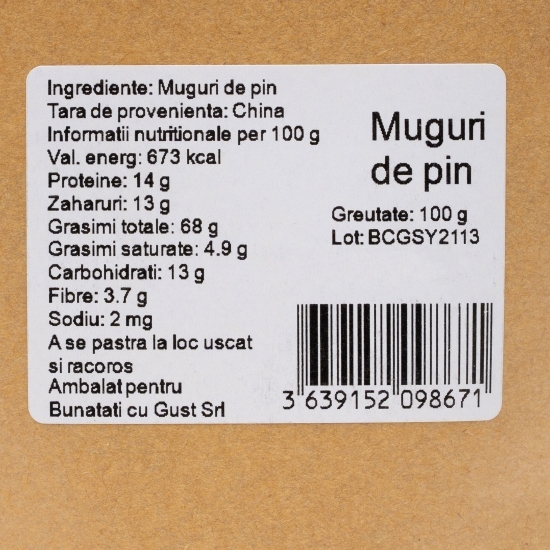 Ingrediente: Muguri de pin
Tara de provenienta: China
Informatii nutritionale per 100 g
Val. energ: 673 kcal
Proteine: 14 g
Zaharuri: 13 g
Grasimi totale: 68 g
Grasimi saturate: 4.9 g
Carbohidrati: 13 g
Fibre: 3.7 g
Sodiu: 2 mg
A se pastra la loc uscat
si racoros
Ambalat pentru
Bunatati cu Gust Srl
Muguri
de pin
Greutate: 100 g
Lot: BCGSY2113
3 639152 098671